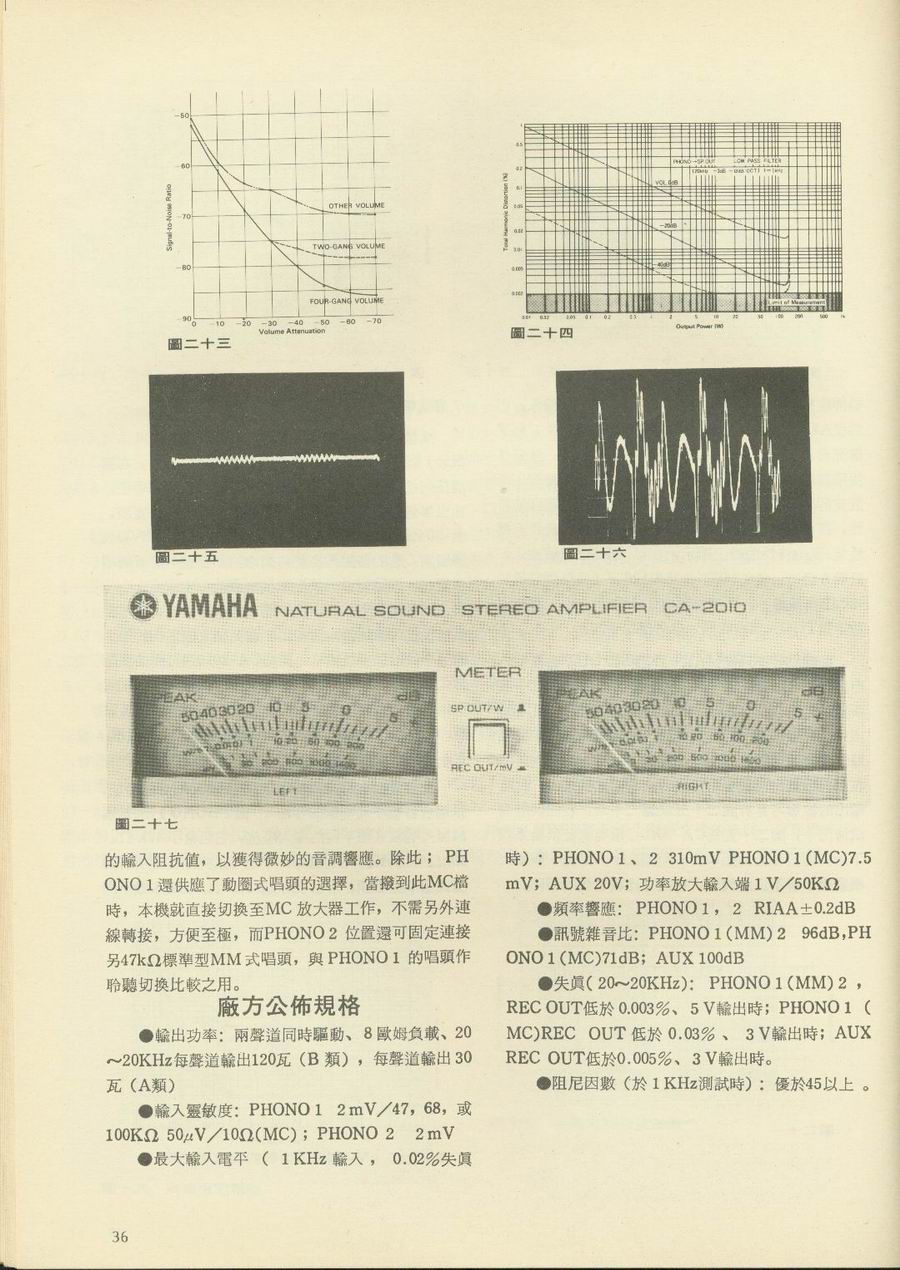 -50
-60
-70
-80
90
Signal-to-Noise Ratio
OTHER VOLUME
TWO-GANG VOLUME
FOUR-GANG VOLUME
0 -10 -20 -30 -40 -50 -60 -70
Volume Attenuation
圖二十三
Total Harmonic Distortion (%)
PHONO→SP OUT LOW PASS FILTER
VOL.0dB
-20dB
-40dB
Limit of Measurement
Output Power (W)
圖二十四
圖二十五
圖二十六
YAMAHA NATURAL SOUND STEREO AMPLIFIER CA-2010
METER
PEAK dB
50 40 30 20 10 5 0 5 +
LEFT
SP OUT/W
REC OUT/mV
PEAK dB
50 40 30 20 10 5 0 5 +
RIGHT
圖二十七
的輸入阻抗値，以獲得微妙的音調響應。除此；PH
ONO 1 還供應了動圈式唱頭的選擇，當撥到此MC檔
時，本機就直接切換至MC 放大器工作，不需另外連
線轉接，方便至極，而PHONO 2 位置還可固定連接
另47kΩ標準型MM 式唱頭，與 PHONO 1 的唱頭作
聆聽切換比較之用。
廠方公佈規格
●輸出功率：兩聲道同時驅動、8 歐姆負載、20
～20KHz每聲道輸出120瓦（B 類），每聲道輸出 30
瓦（A類）
●輸入靈敏度：PHONO 1 2 mV／47，68，或
100KΩ 50μV／10Ω(MC)；PHONO 2 2 mV
●最大輸入電平（ 1 KHz 輸入， 0.02%失眞
時）：PHONO 1、2 310mV PHONO 1 (MC)7.5
mV；AUX 20V；功率放大輸入端 1 V／50KΩ
●頻率響應： PHONO 1， 2 RIAA±0.2dB
●訊號雜音比：PHONO 1 (MM) 2 96dB,PH
ONO 1 (MC)71dB；AUX 100dB
●失眞( 20～20KHz)： PHONO 1 (MM) 2 ，
REC OUT低於 0.003%、 5 V輸出時；PHONO 1 (
MC)REC OUT 低於 0.03% 、 3 V輸出時；AUX
REC OUT低於0.005%、 3 V輸出時。
●阻尼因數（於 1 KHz測試時）：優於45以上 。
36